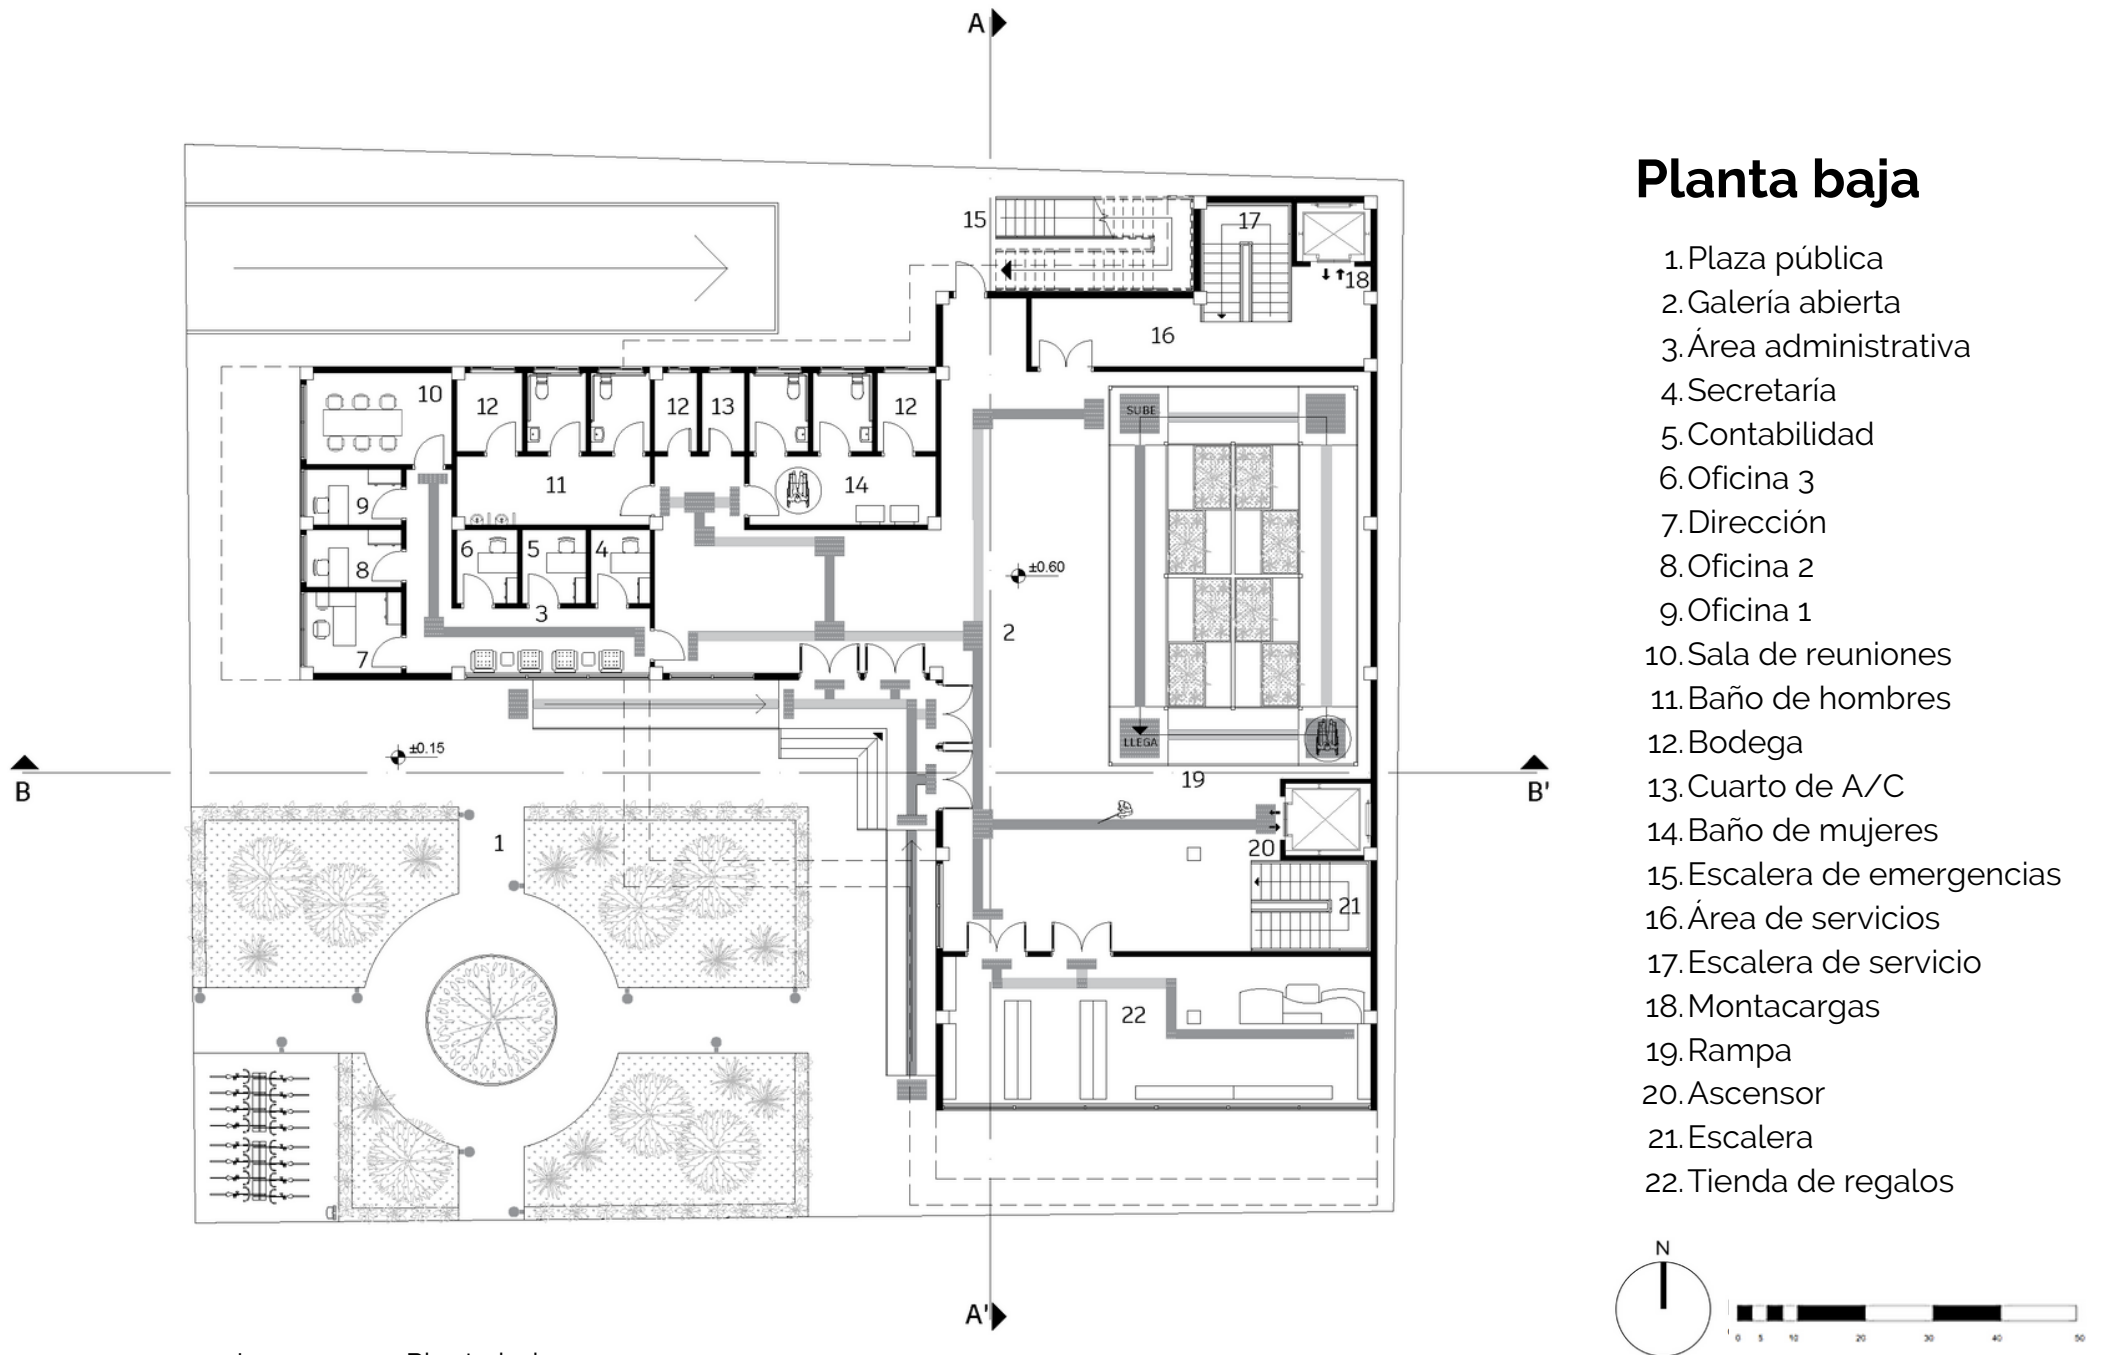 A
Planta baja
1. Plaza pública
2. Galería abierta
3. Área administrativa
4. Secretaría
5. Contabilidad
6. Oficina 3
7. Dirección
8. Oficina 2
9. Oficina 1
10. Sala de reuniones
11. Baño de hombres
12. Bodega
13. Cuarto de A/C
14. Baño de mujeres
15. Escalera de emergencias
16. Área de servicios
17. Escalera de servicio
18. Montacargas
19. Rampa
20. Ascensor
21. Escalera
22. Tienda de regalos
15
17
18
16
10
12
12
13
12
SUBE
9
11
14
6
5
4
8
±0.60
3
2
7
±0.15
LLEGA
B
19
B'
1
20
21
22
N
A'
0 5 10 20 30 40 50